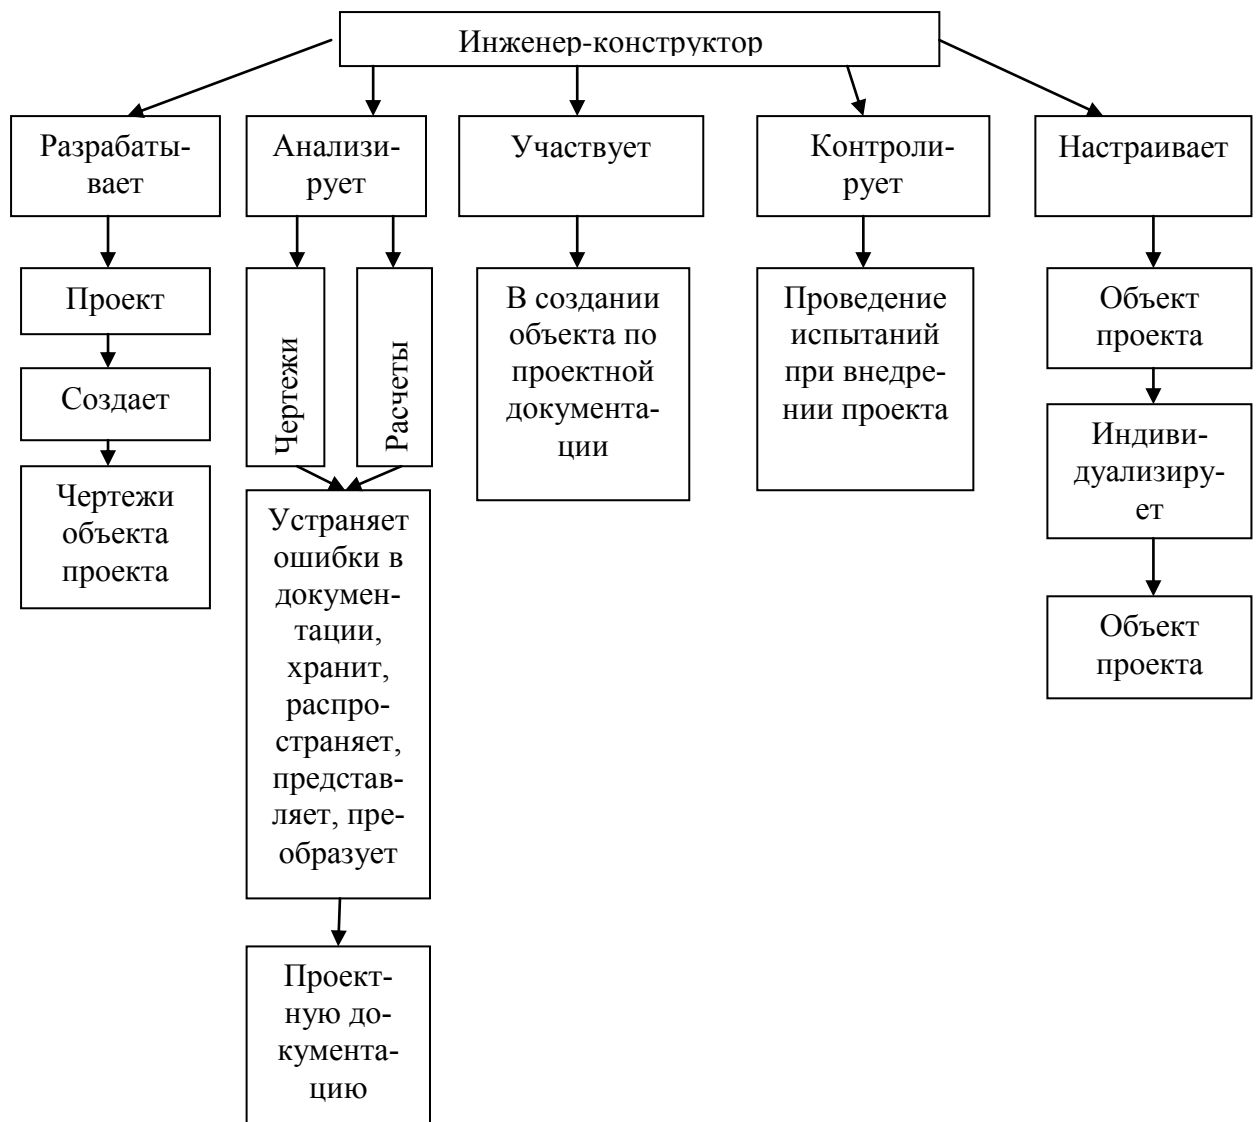 Инженер-конструктор
Разрабаты-
вает
Анализи-
рует
Участвует
Контроли-
рует
Настраивает
Проект
Создает
Чертежи
объекта
проекта
Чертежи
Расчеты
Устраняет
ошибки в
докумен-
тации,
хранит,
распро-
страняет,
представ-
ляет, пре-
образует
Проект-
ную до-
кумента-
цию
В создании
объекта по
проектной
документа-
ции
Проведение
испытаний
при внедре-
нии проекта
Объект
проекта
Индиви-
дуализиру-
ет
Объект
проекта